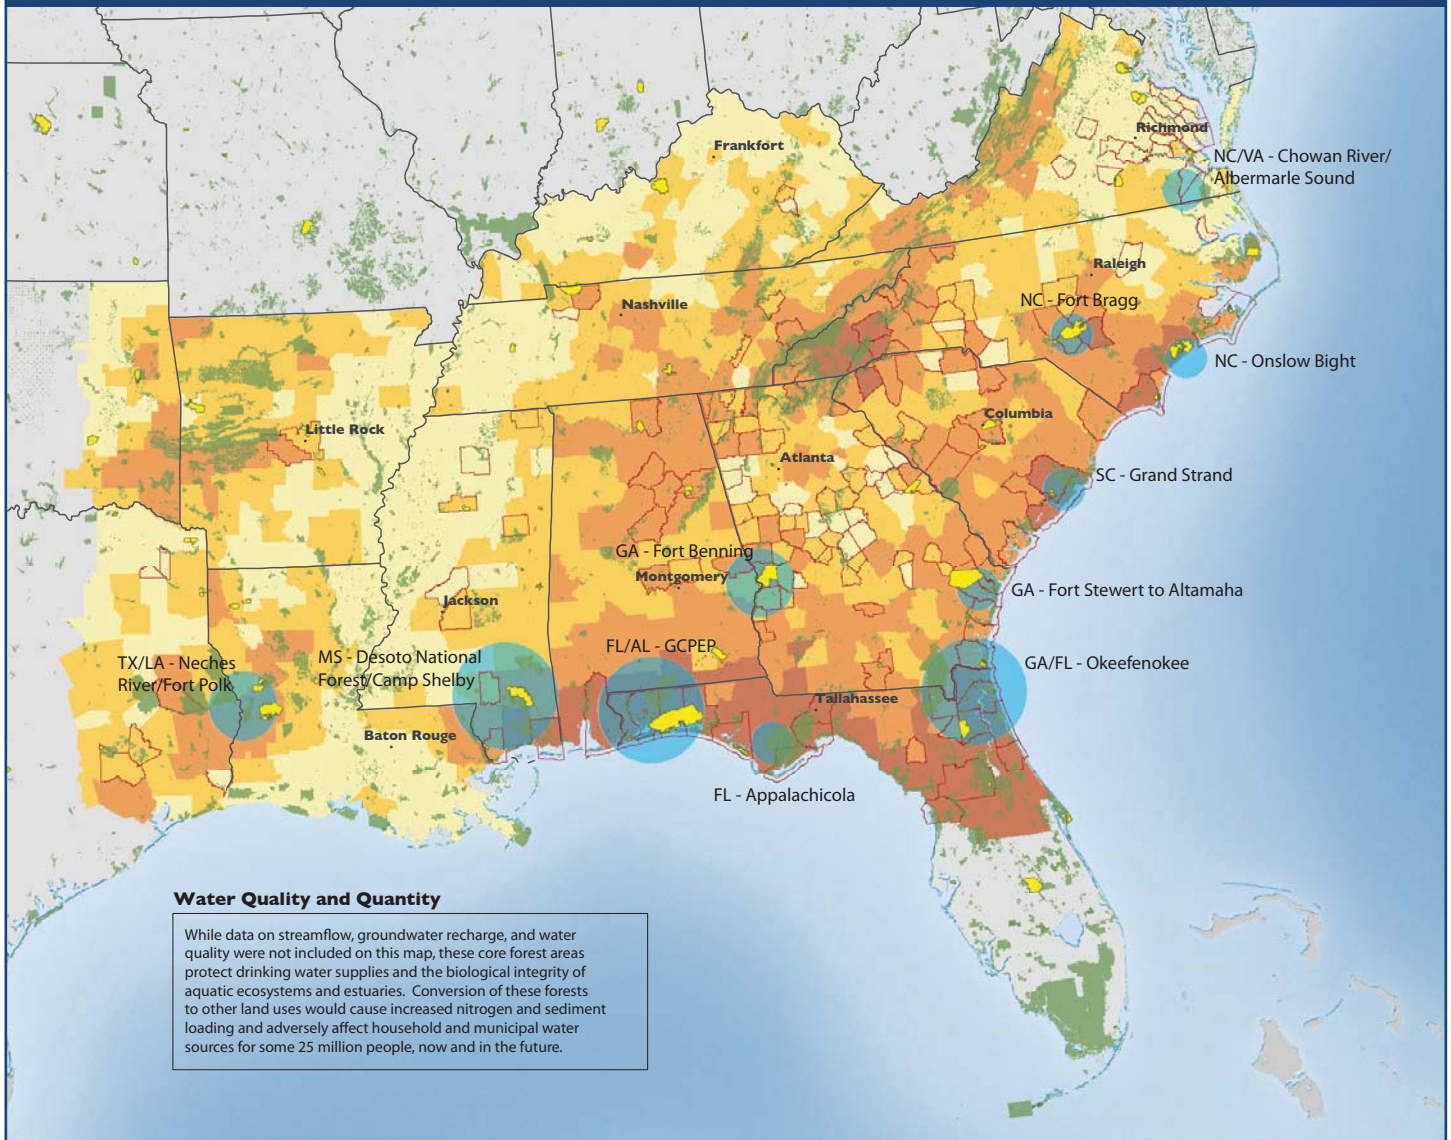 Richmond
Frankfort
NC/VA - Chowan River/
Albermarle Sound
Raleigh
Nashville
NC - Fort Bragg
NC - Onslow Bight
Columbia
Little Rock
Atlanta
SC - Grand Strand
GA - Fort Benning
Montgomery
GA - Fort Stewert to Altamaha
Jackson
FL/AL - GCPEP
MS - Desoto National
Forest/Camp Shelby
TX/LA - Neches
River/Fort Polk
GA/FL - Okeefenokee
Tallahassee
Baton Rouge
FL - Appalachicola
Water Quality and Quantity
While data on streamflow, groundwater recharge, and water
quality were not included on this map, these core forest areas
protect drinking water supplies and the biological integrity of
aquatic ecosystems and estuaries.  Conversion of these forests
to other land uses would cause increased nitrogen and sediment
loading and adversely affect household and municipal water
sources for some 25 million people, now and in the future.